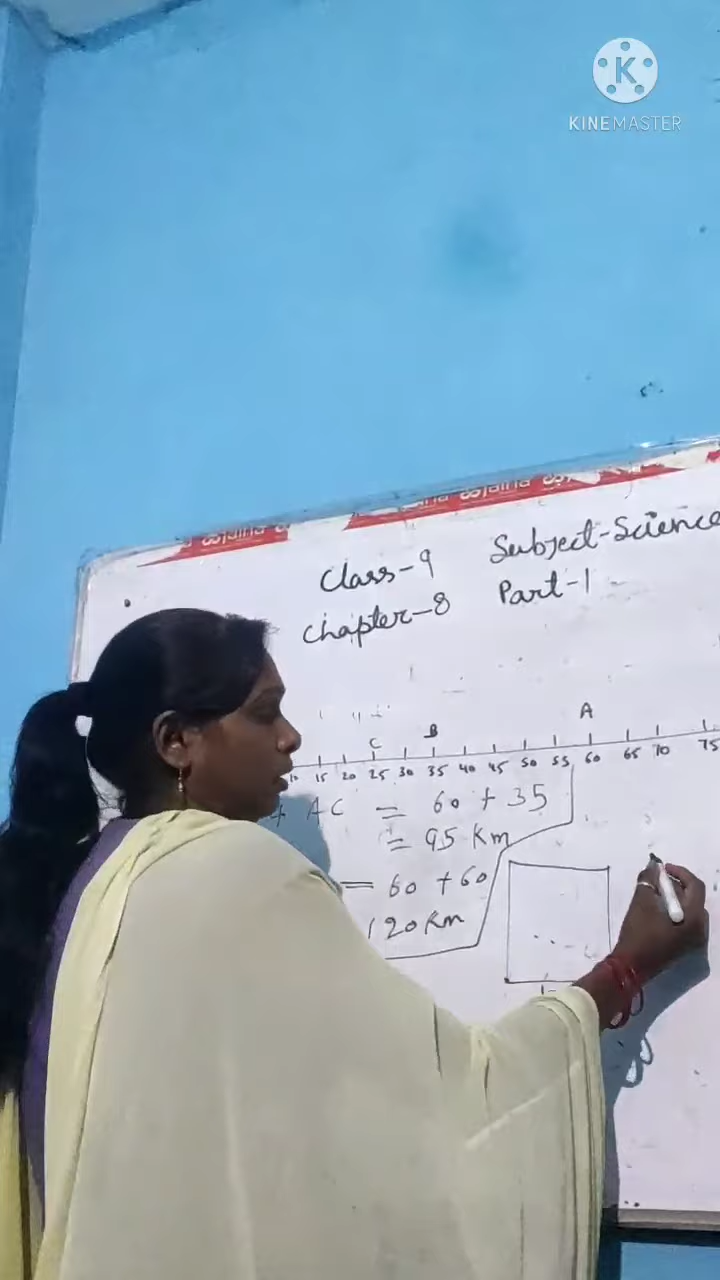 KINEMASTER
Class-9 Subject-Science
Chapter-8 Part-1
A
B
C
10 15 20 25 30 35 40 45 50 55 60 65 70 75
+ AC = 60 + 35
= 95 Km
= 60 + 60
120 Km